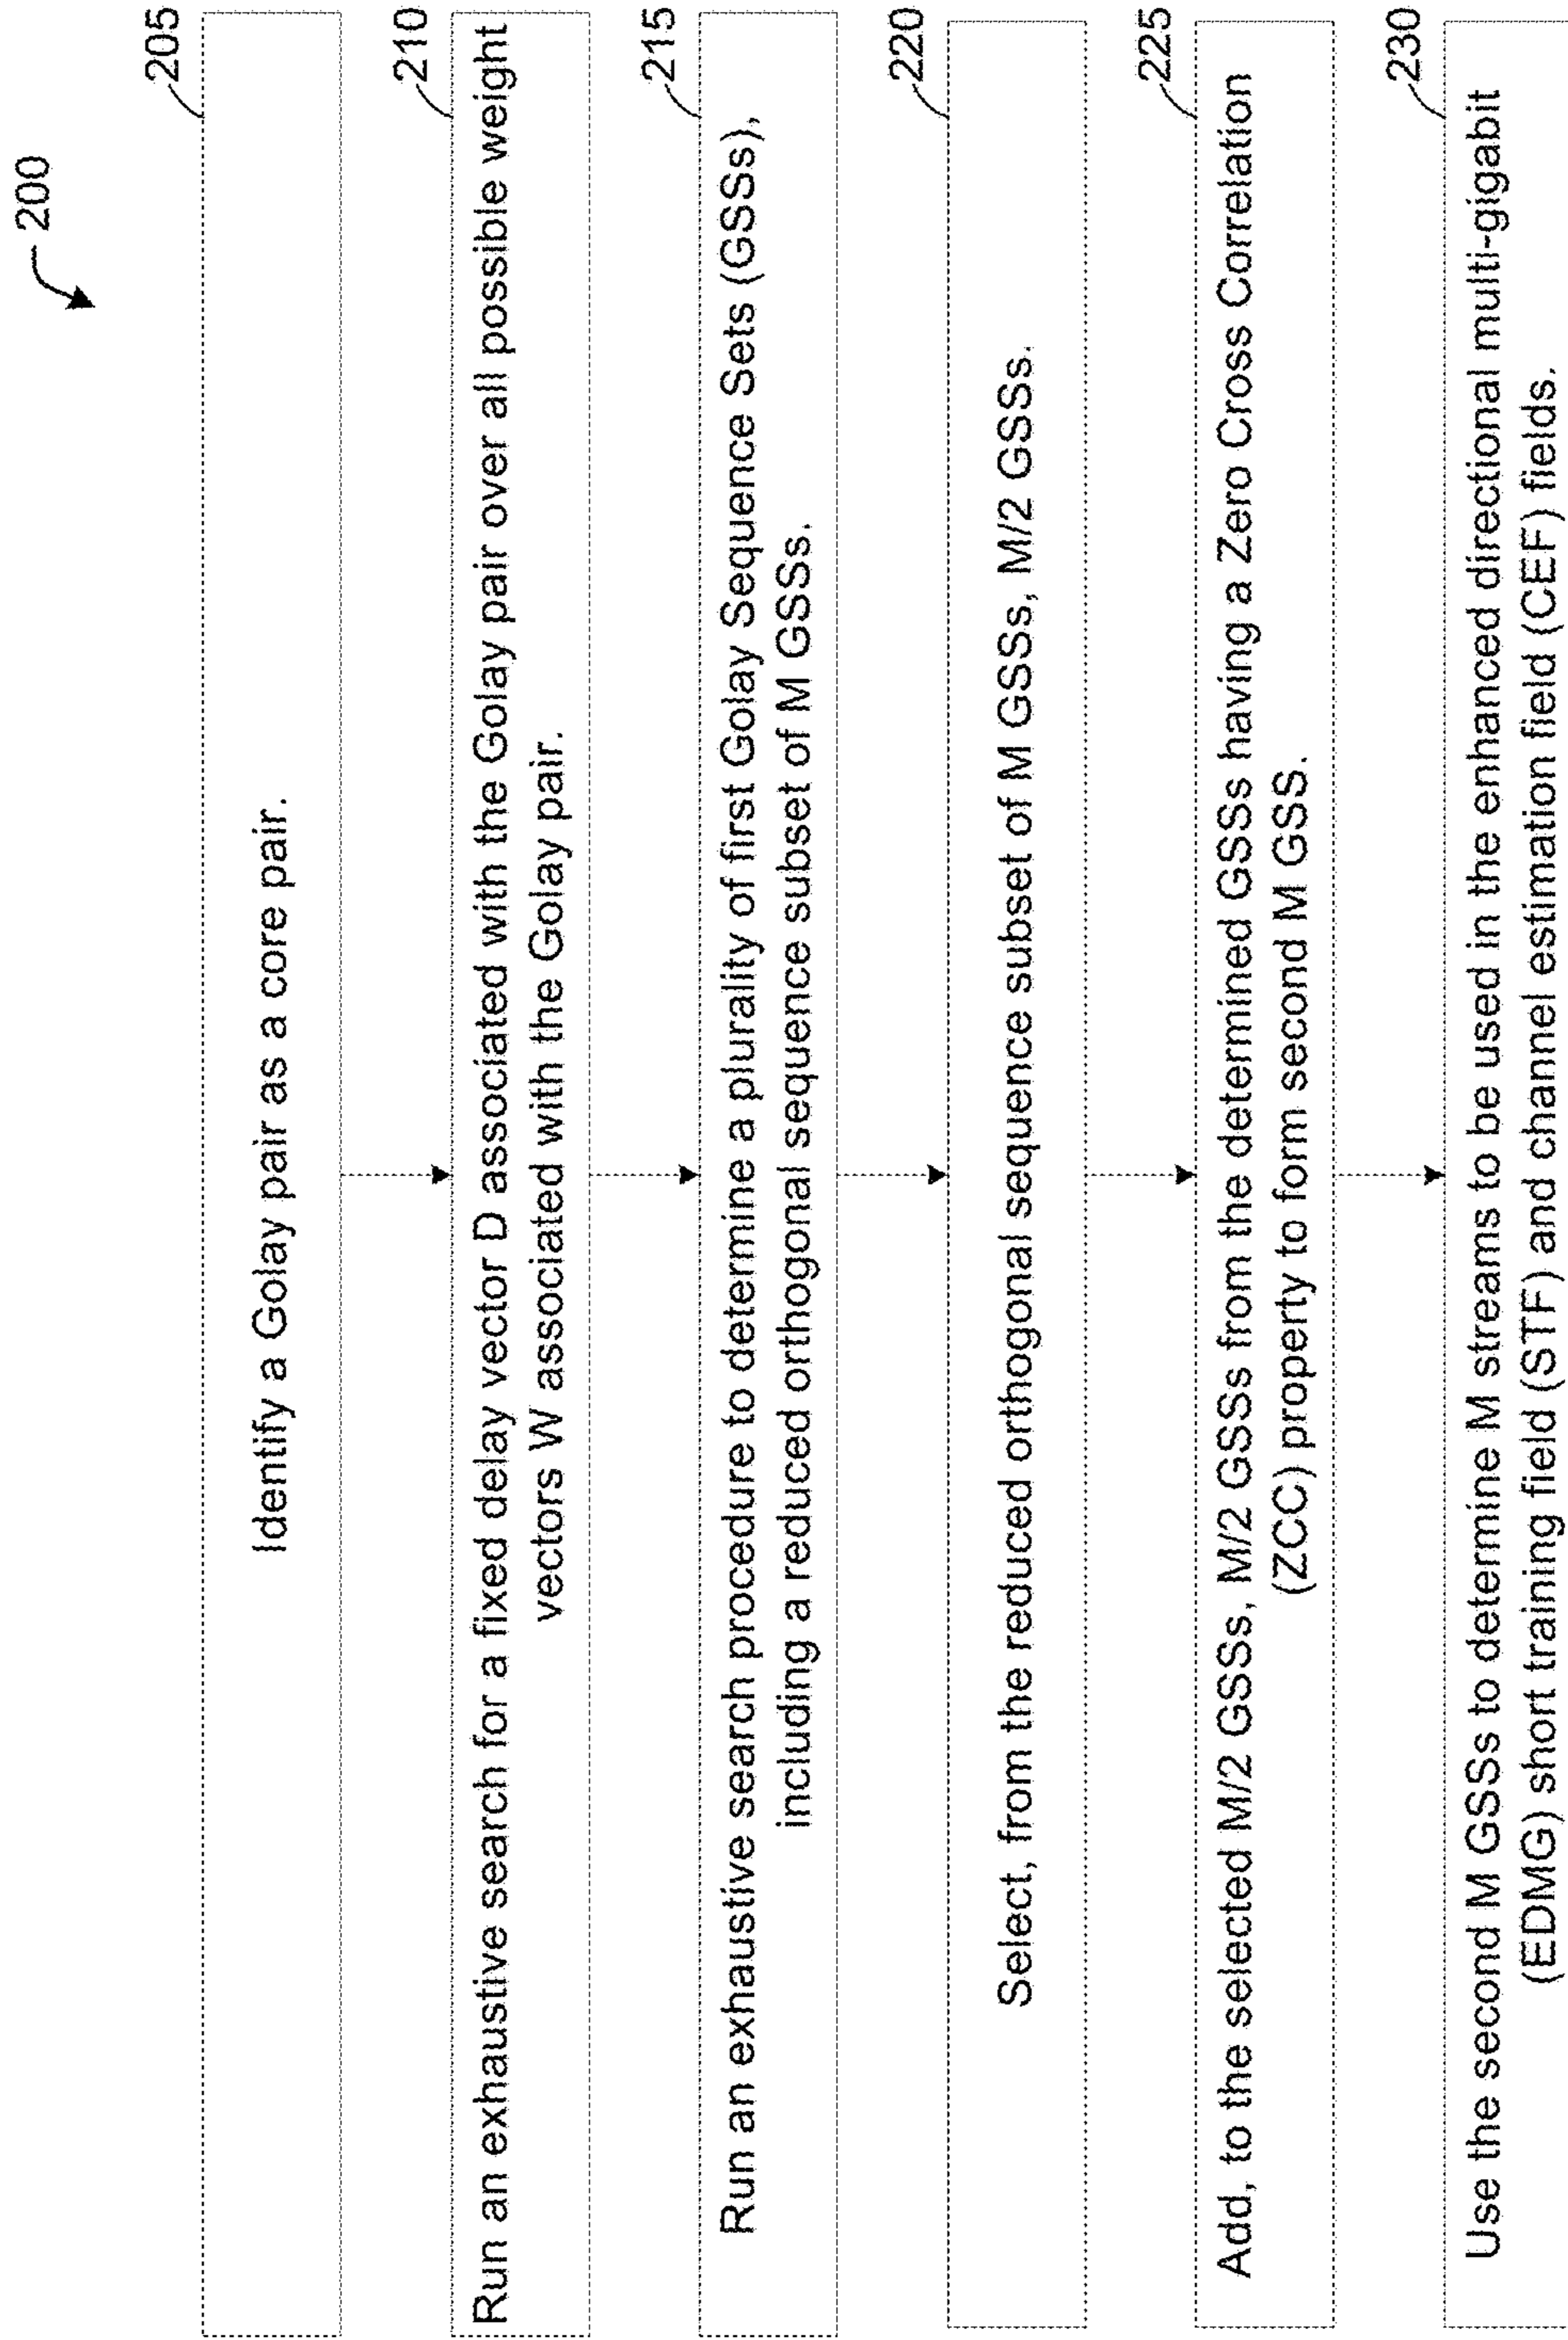 200
205
Identify a Golay pair as a core pair.
210
Run an exhaustive search for a fixed delay vector D associated with the Golay pair over all possible weight
vectors W associated with the Golay pair.
215
Run an exhaustive search procedure to determine a plurality of first Golay Sequence Sets (GSSs),
including a reduced orthogonal sequence subset of M GSSs.
220
Select, from the reduced orthogonal sequence subset of M GSSs, M/2 GSSs.
225
Add, to the selected M/2 GSSs, M/2 GSSs from the determined GSSs having a Zero Cross Correlation
(ZCC) property to form second M GSS.
230
Use the second M GSSs to determine M streams to be used in the enhanced directional multi-gigabit
(EDMG) short training field (STF) and channel estimation field (CEF) fields.